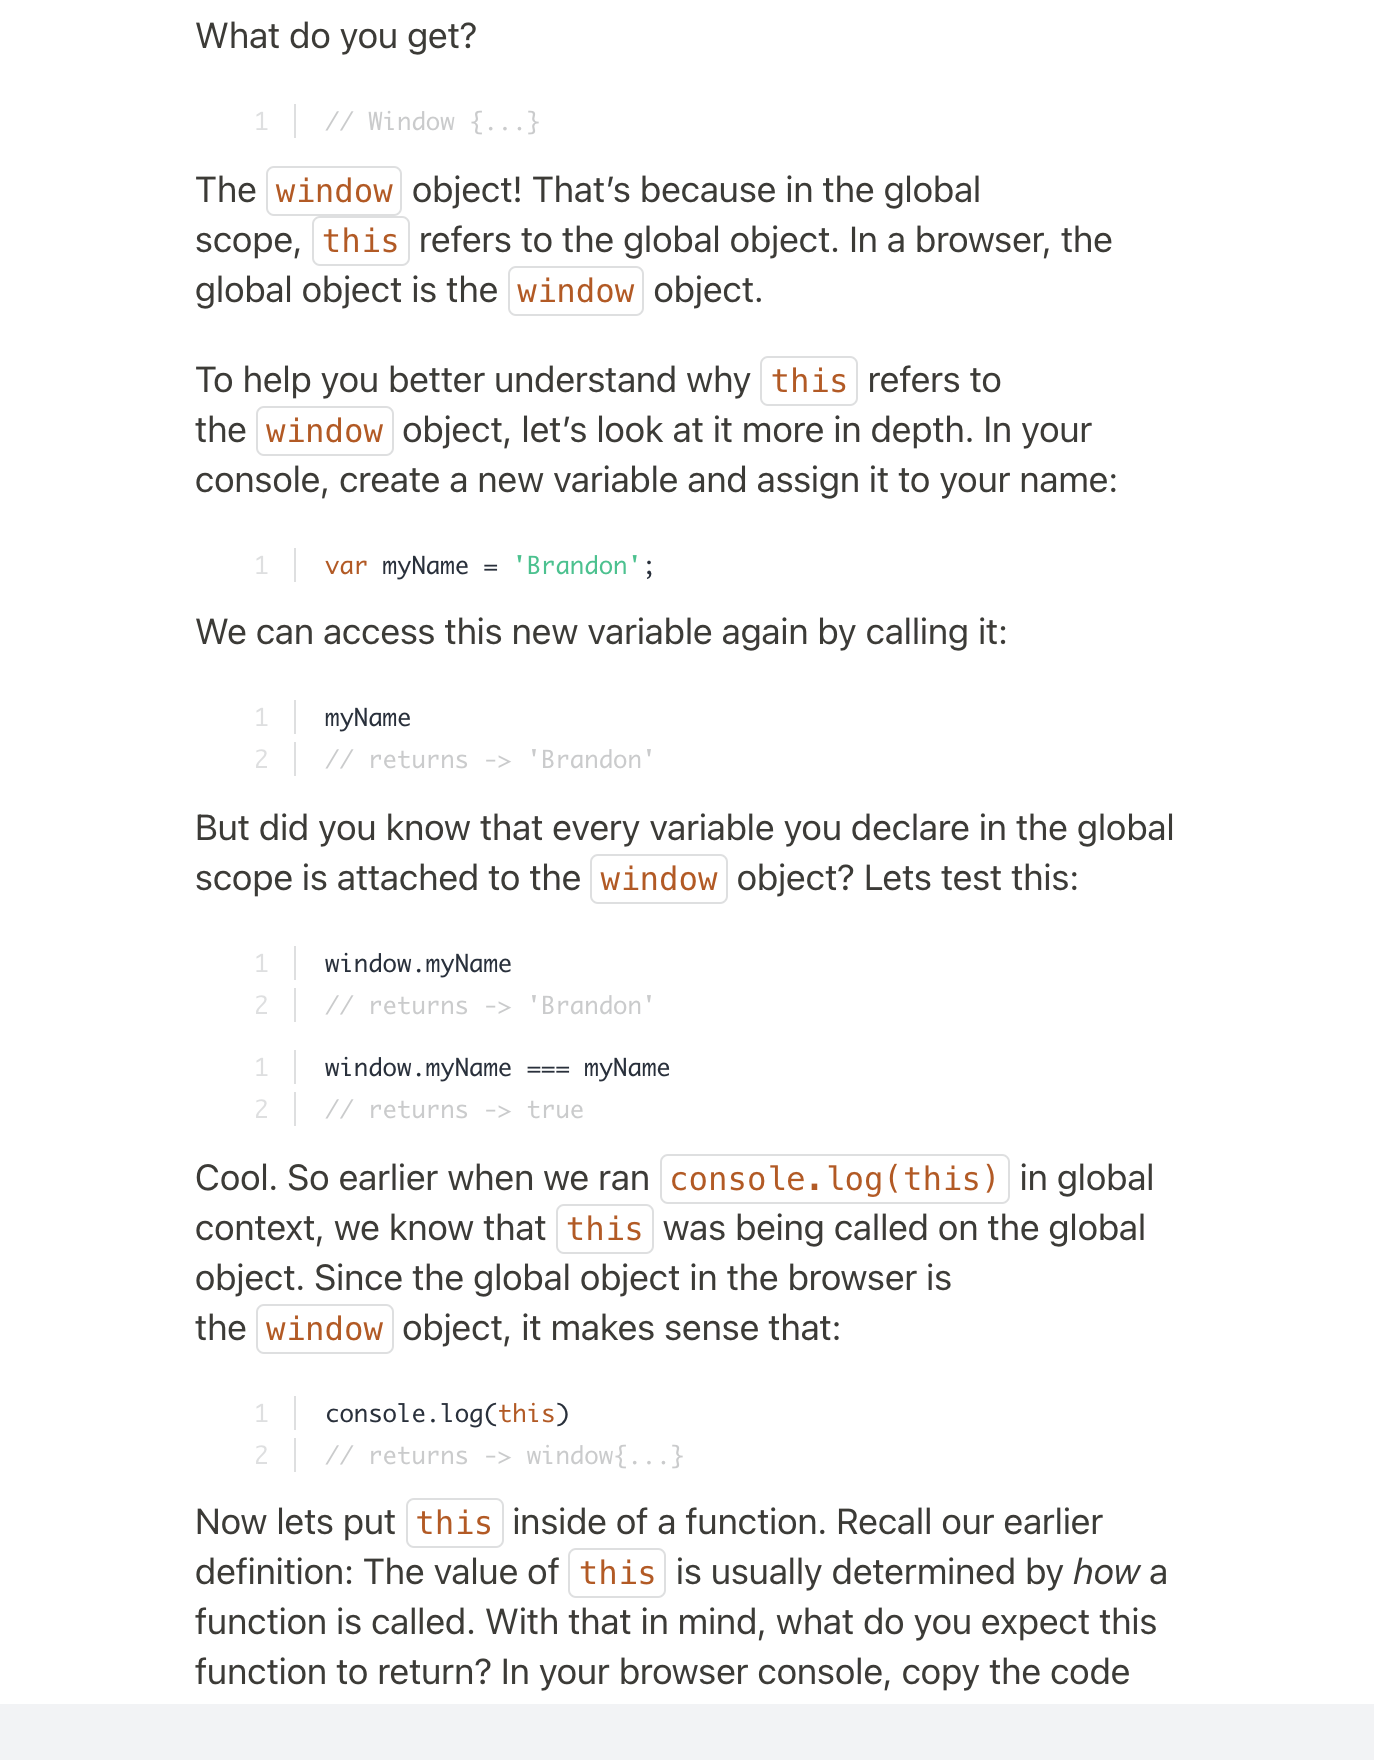 What do you get?
1 // Window {...}
The window object! That’s because in the global
scope, this refers to the global object. In a browser, the
global object is the window object.
To help you better understand why this refers to
the window object, let’s look at it more in depth. In your
console, create a new variable and assign it to your name:
1 var myName = 'Brandon';
We can access this new variable again by calling it:
1 myName
2 // returns -> 'Brandon'
But did you know that every variable you declare in the global
scope is attached to the window object? Lets test this:
1 window.myName
2 // returns -> 'Brandon'
1 window.myName === myName
2 // returns -> true
Cool. So earlier when we ran console.log(this) in global
context, we know that this was being called on the global
object. Since the global object in the browser is
the window object, it makes sense that:
1 console.log(this)
2 // returns -> window{...}
Now lets put this inside of a function. Recall our earlier
definition: The value of this is usually determined by how a
function is called. With that in mind, what do you expect this
function to return? In your browser console, copy the code